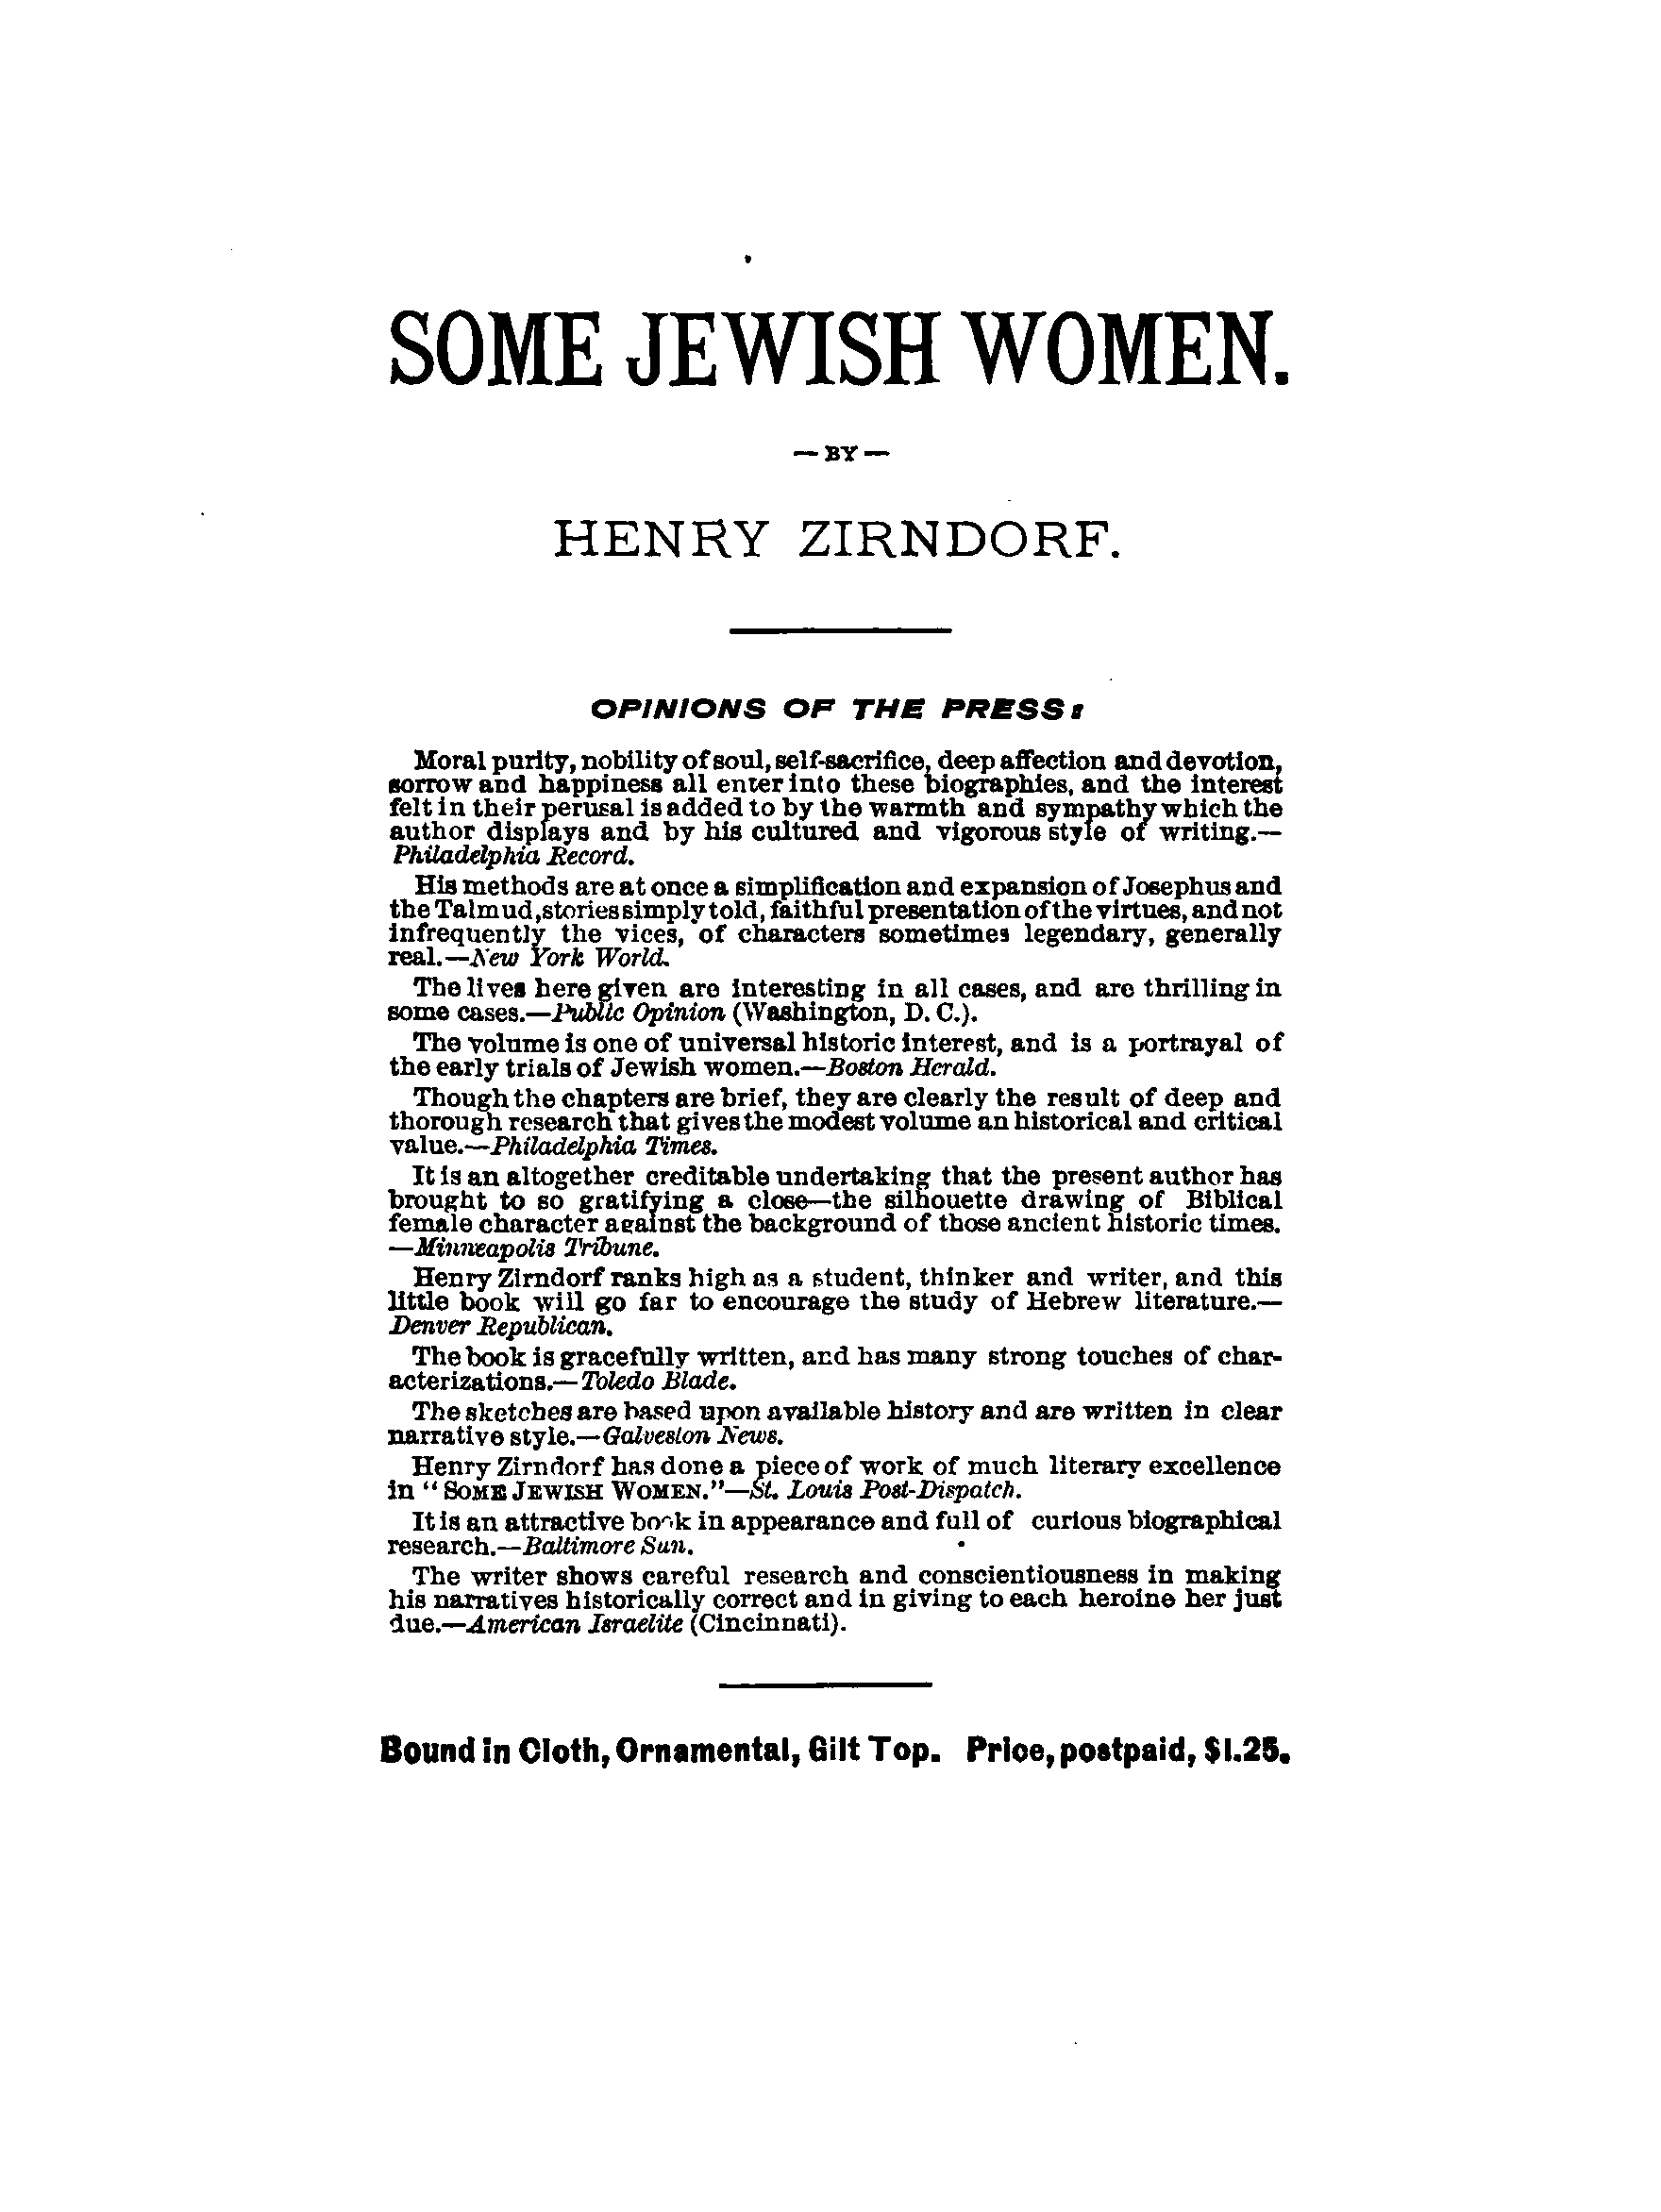 SOME JEWISH WOMEN.
— BY —
HENRY ZIRNDORF.
OPINIONS OF THE PRESS:
Moral purity, nobility of soul, self-sacrifice, deep affection and devotion,
sorrow and happiness all enter into these biographies, and the interest
felt in their perusal is added to by the warmth and sympathy which the
author displays and by his cultured and vigorous style of writing.—
Philadelphia Record.
His methods are at once a simplification and expansion of Josephus and
the Talmud, stories simply told, faithful presentation of the virtues, and not
infrequently the vices, of characters sometimes legendary, generally
real.—New York World.
The lives here given are interesting in all cases, and are thrilling in
some cases.—Public Opinion (Washington, D. C.).
The volume is one of universal historic interest, and is a portrayal of
the early trials of Jewish women.—Boston Herald.
Though the chapters are brief, they are clearly the result of deep and
thorough research that gives the modest volume an historical and critical
value.—Philadelphia Times.
It is an altogether creditable undertaking that the present author has
brought to so gratifying a close—the silhouette drawing of Biblical
female character against the background of those ancient historic times.
—Minneapolis Tribune.
Henry Zirndorf ranks high as a student, thinker and writer, and this
little book will go far to encourage the study of Hebrew literature.—
Denver Republican.
The book is gracefully written, and has many strong touches of char-
acterizations.—Toledo Blade.
The sketches are based upon available history and are written in clear
narrative style.—Galveston News.
Henry Zirndorf has done a piece of work of much literary excellence
in "SOME JEWISH WOMEN."—St. Louis Post-Dispatch.
It is an attractive book in appearance and full of curious biographical
research.—Baltimore Sun.
The writer shows careful research and conscientiousness in making
his narratives historically correct and in giving to each heroine her just
due.—American Israelite (Cincinnati).
Bound in Cloth, Ornamental, Gilt Top. Price, postpaid, $1.25.